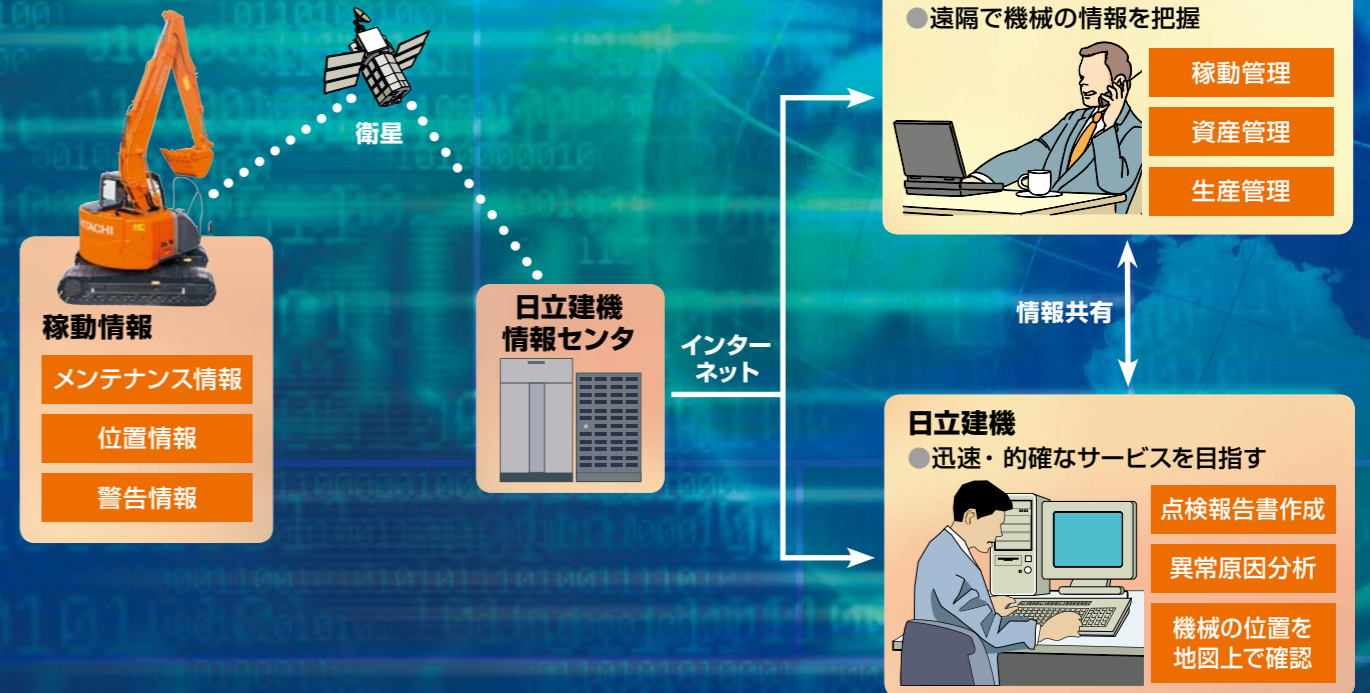 ●遠隔で機械の情報を把握
稼動管理
資産管理
生産管理
衛星
HITACHI
稼動情報
メンテナンス情報
位置情報
警告情報
日立建機
情報センタ
インター
ネット
情報共有
日立建機
●迅速・的確なサービスを目指す
点検報告書作成
異常原因分析
機械の位置を
地図上で確認